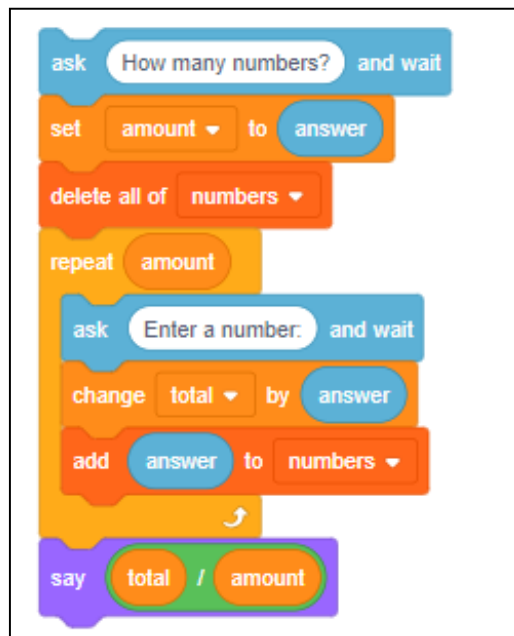 ask How many numbers? and wait
set amount to answer
delete all of numbers
repeat amount
ask Enter a number: and wait
change total by answer
add answer to numbers
say total / amount